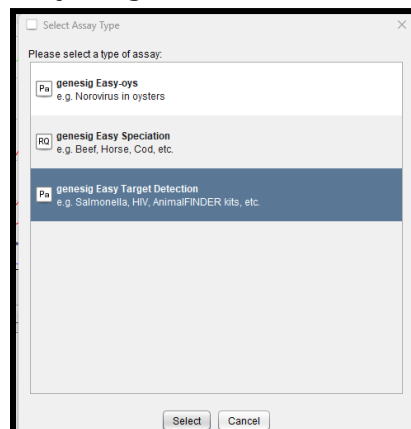 Select Assay Type
Please select a type of assay:
Pa genesig Easy-oys
e.g. Norovirus in oysters
RQ genesig Easy Speciation
e.g. Beef, Horse, Cod, etc.
Pa genesig Easy Target Detection
e.g. Salmonella, HIV, AnimalFINDER kits, etc.
Select Cancel